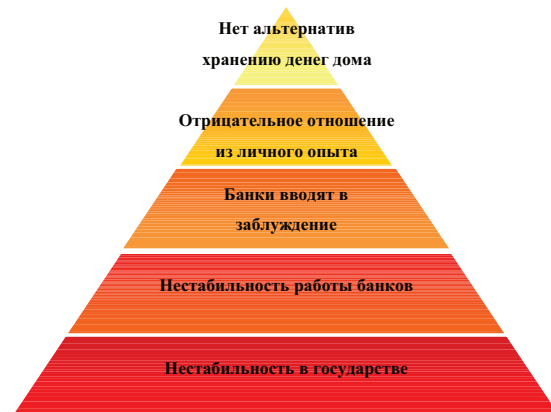 Нет альтернатив
хранению денег дома
Отрицательное отношение
из личного опыта
Банки вводят в
заблуждение
Нестабильность работы банков
Нестабильность в государстве